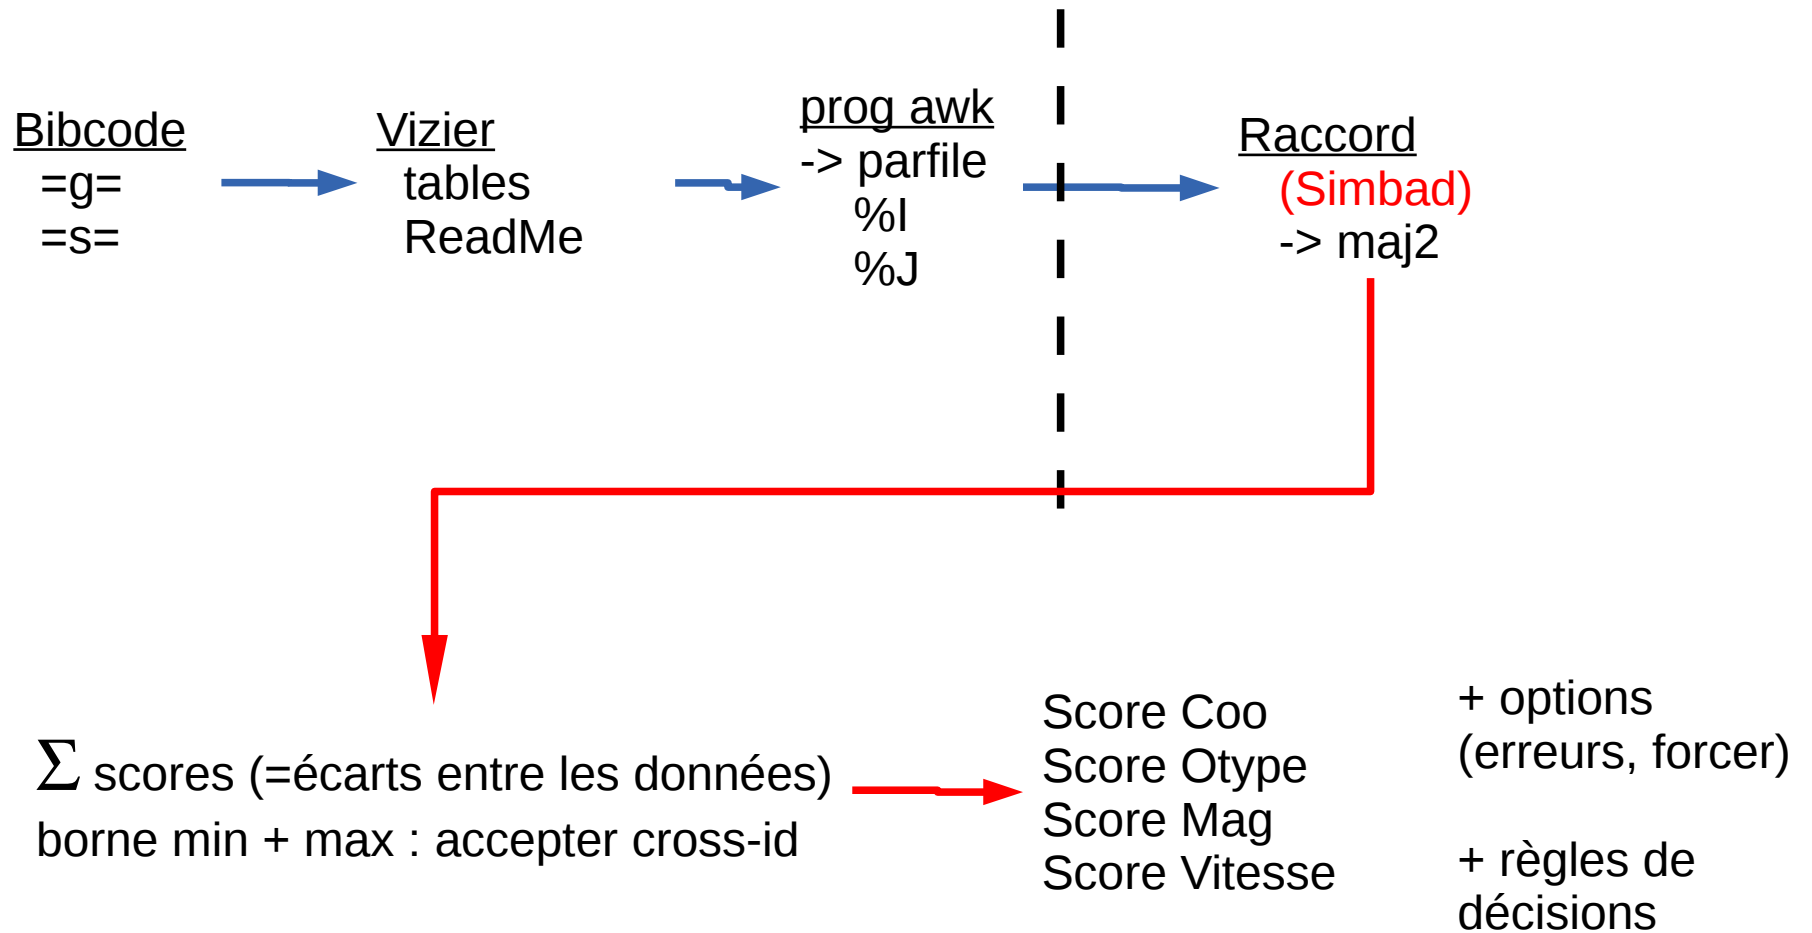 Bibcode
=g=
=s=
Vizier
tables
ReadMe
prog awk
-> parfile
%I
%J
Raccord
(Simbad)
-> maj2
Σ scores (=écarts entre les données)
borne min + max : accepter cross-id
Score Coo
Score Otype
Score Mag
Score Vitesse
+ options
(erreurs, forcer)
+ règles de
décisions